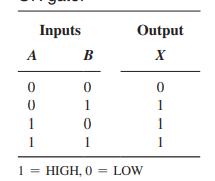 Inputs Output
A B X
0 0 0
0 1 1
1 0 1
1 1 1
1 = HIGH, 0 = LOW